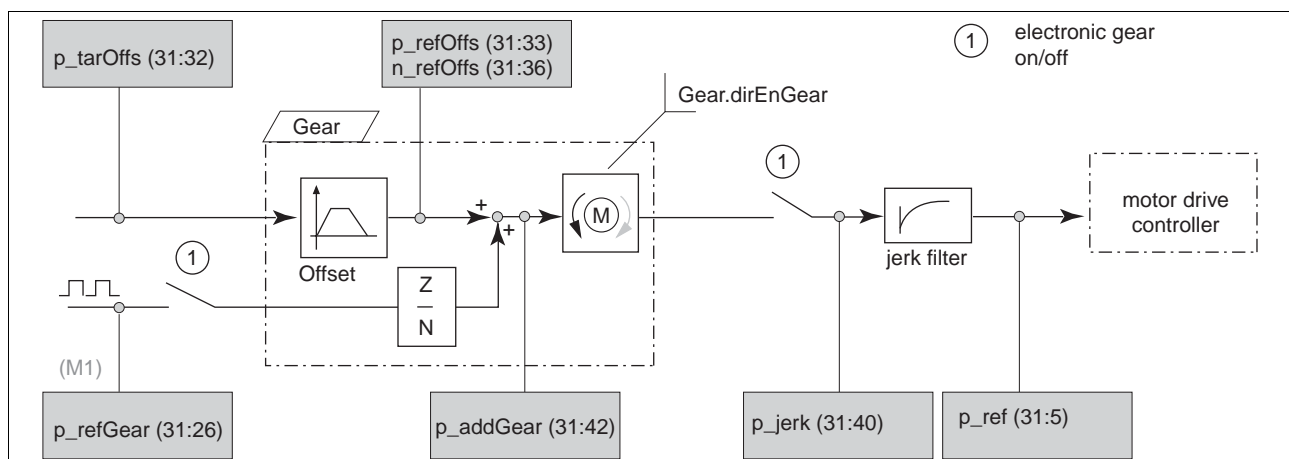 p_tarOffs (31:32)
p_refOffs (31:33)
n_refOffs (31:36)
1
electronic gear
on/off
Gear.dirEnGear
Gear
1
+
+
M
motor drive
controller
Offset
jerk filter
1
Z
N
(M1)
p_refGear (31:26)
p_addGear (31:42)
p_jerk (31:40)
p_ref (31:5)